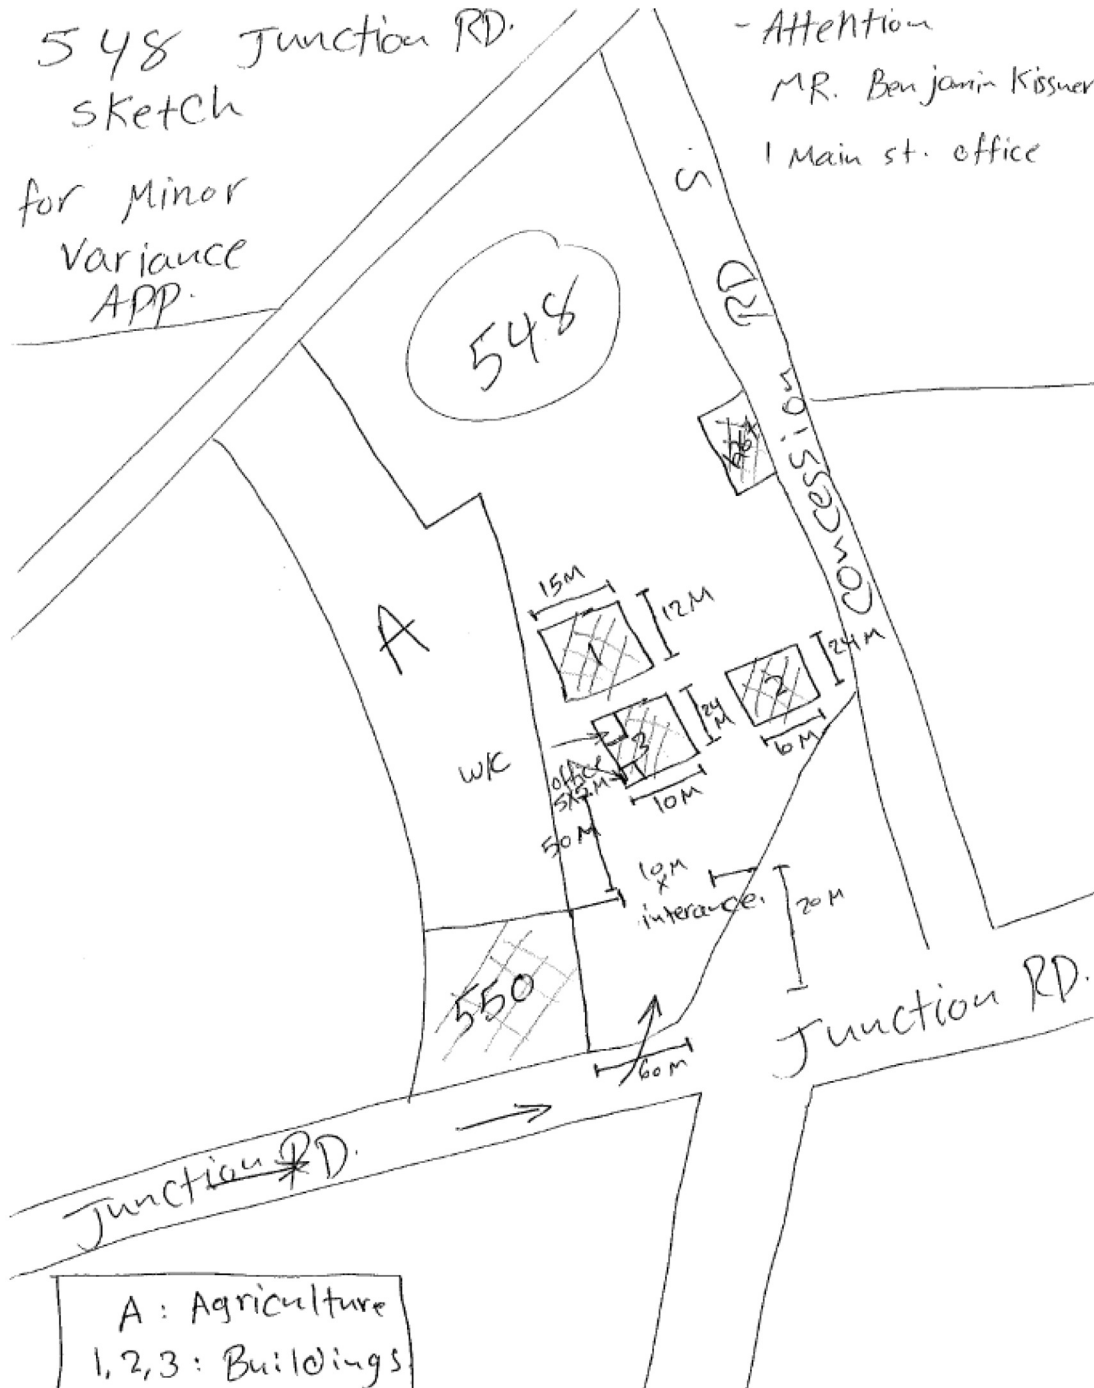 548 Junction RD.
Sketch
for Minor
Variance
APP.
- Attention
MR. Benjamin Kissner
1 Main st. office
548
S
RD
Concession
A
15M
12M
1
24M
2
6M
24
M
3
10M
W/C
office
50M
10M
x
interance.
20M
550
60M
Junction RD.
Junction RD.
A : Agriculture
1,2,3 : Buildings